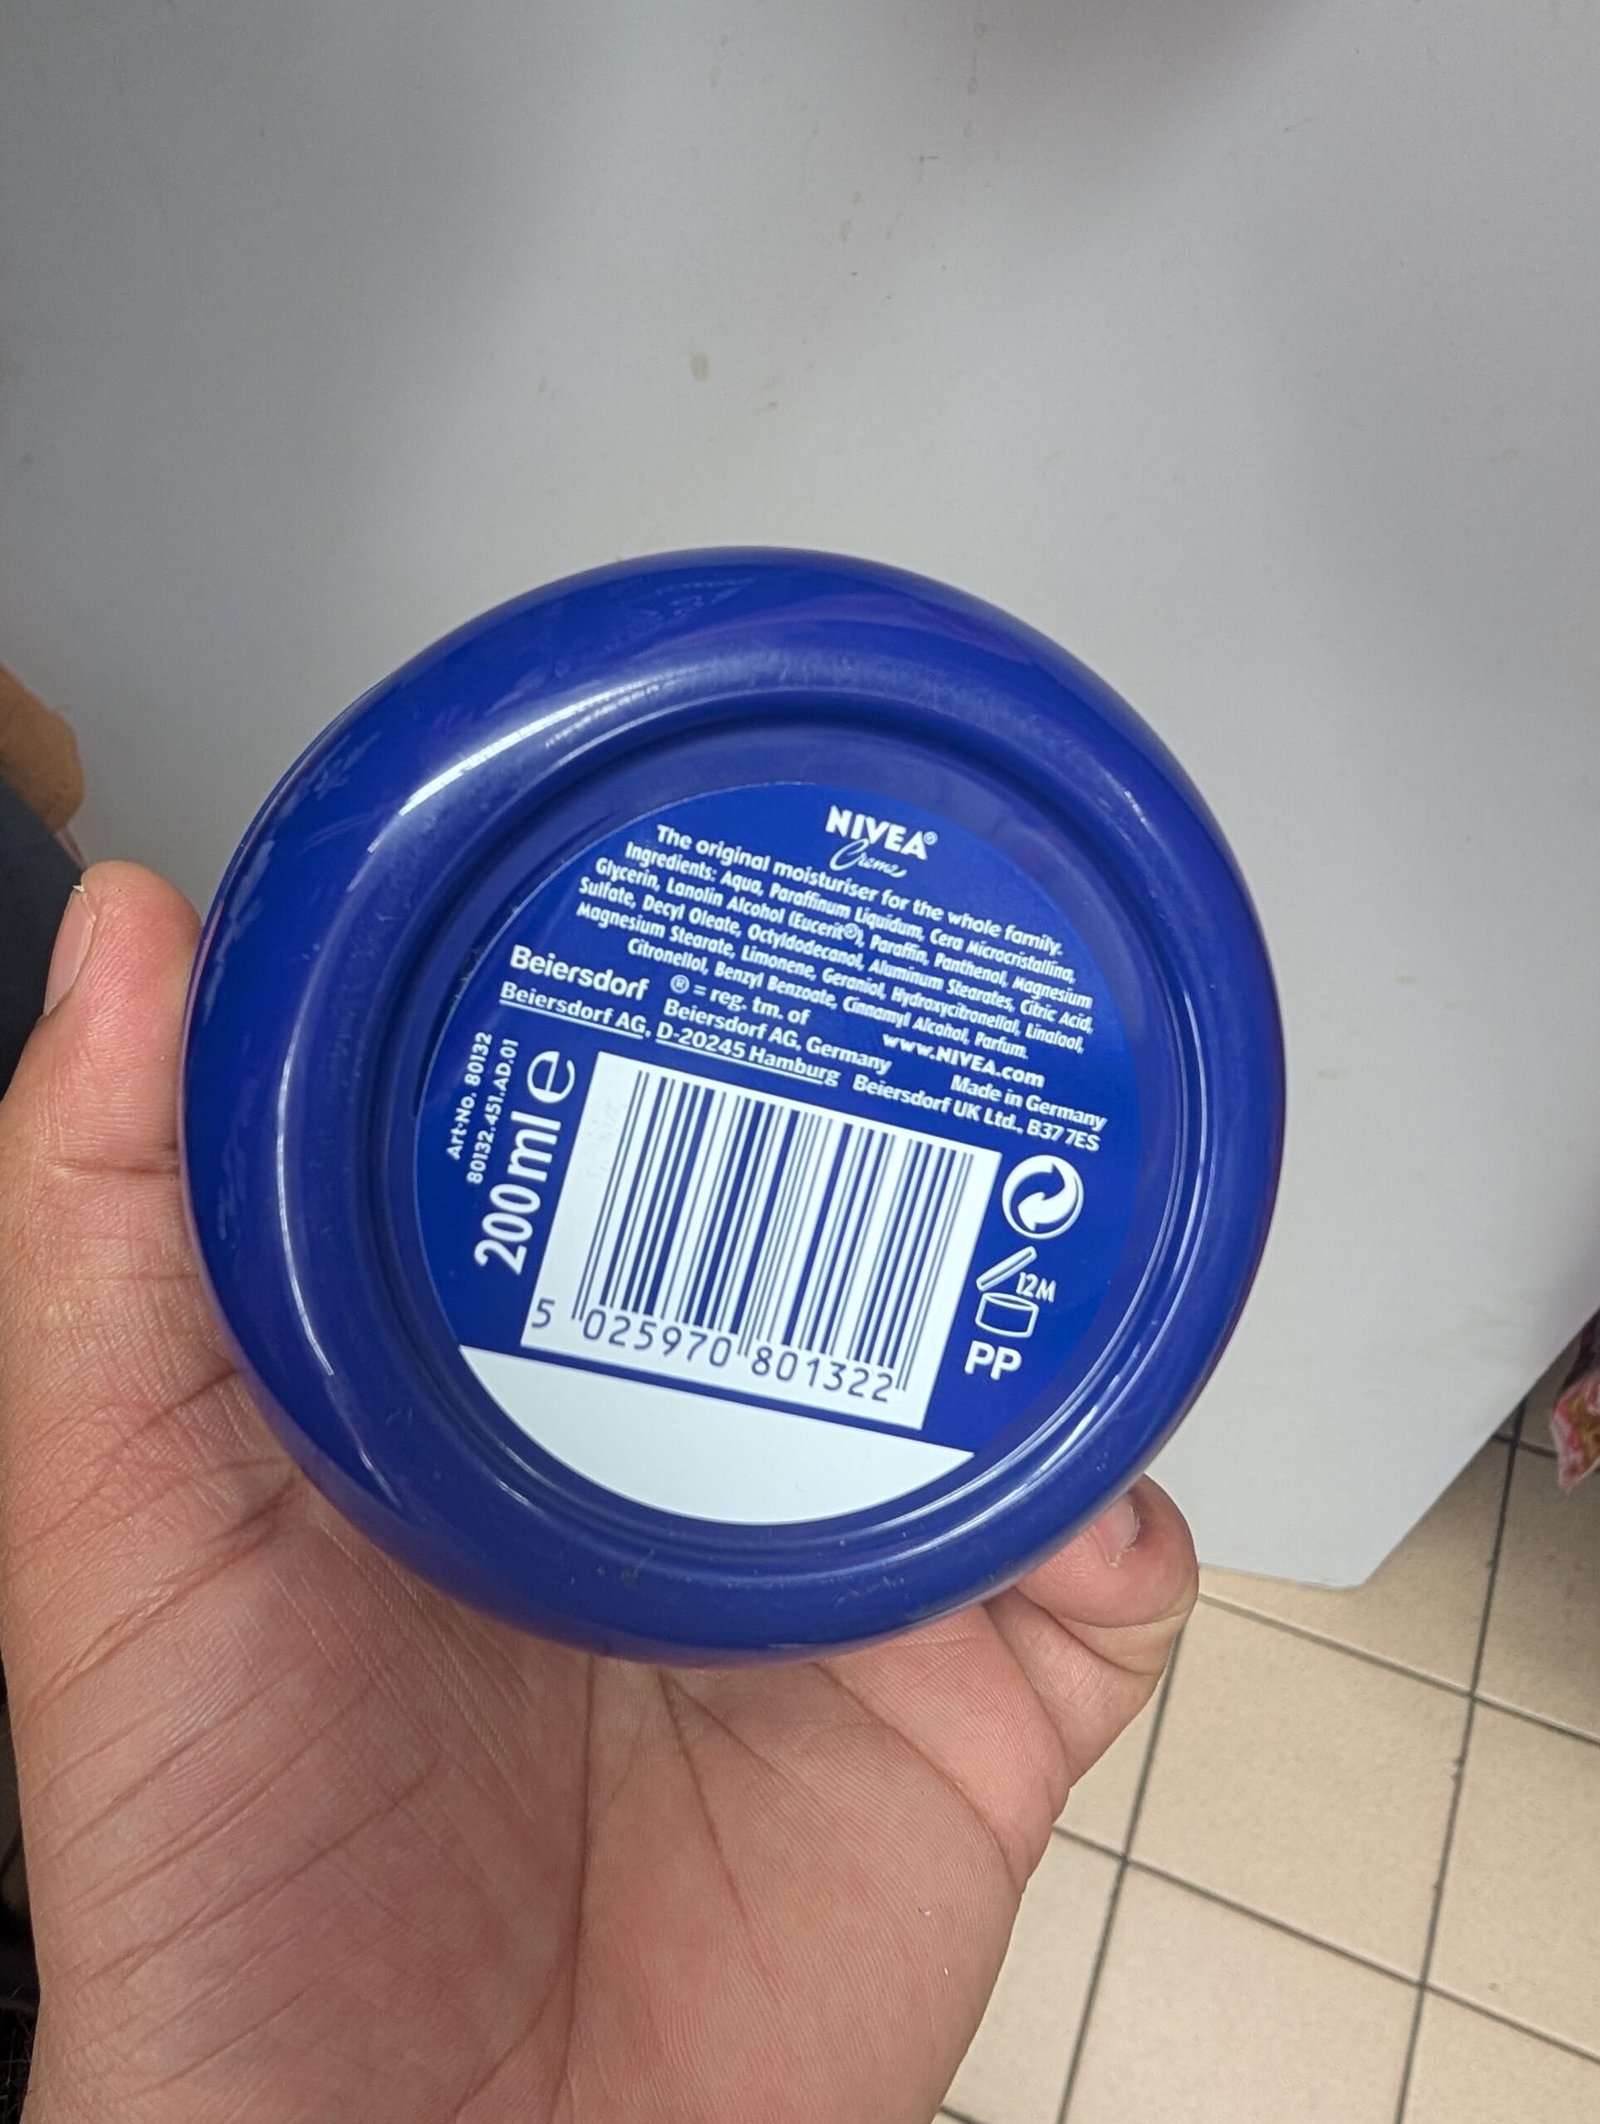 NIVEA®
Creme
The original moisturiser for the whole family.
Ingredients: Aqua, Paraffinum Liquidum, Cera Microcristallina,
Glycerin, Lanolin Alcohol (Eucerit®), Paraffin, Panthenol, Magnesium
Sulfate, Decyl Oleate, Octyldodecanol, Aluminum Stearates, Citric Acid,
Magnesium Stearate, Limonene, Geraniol, Hydroxycitronellal, Linalool,
Citronellol, Benzyl Benzoate, Cinnamyl Alcohol, Parfum.
Beiersdorf
® = reg. tm. of
Beiersdorf AG, Germany
www.NIVEA.com
Made in Germany
Beiersdorf AG, D-20245 Hamburg
Beiersdorf UK Ltd., B37 7ES
Art-No. 80132
80132.451.AD.01
200 ml e
12M
PP
5 025970 801322